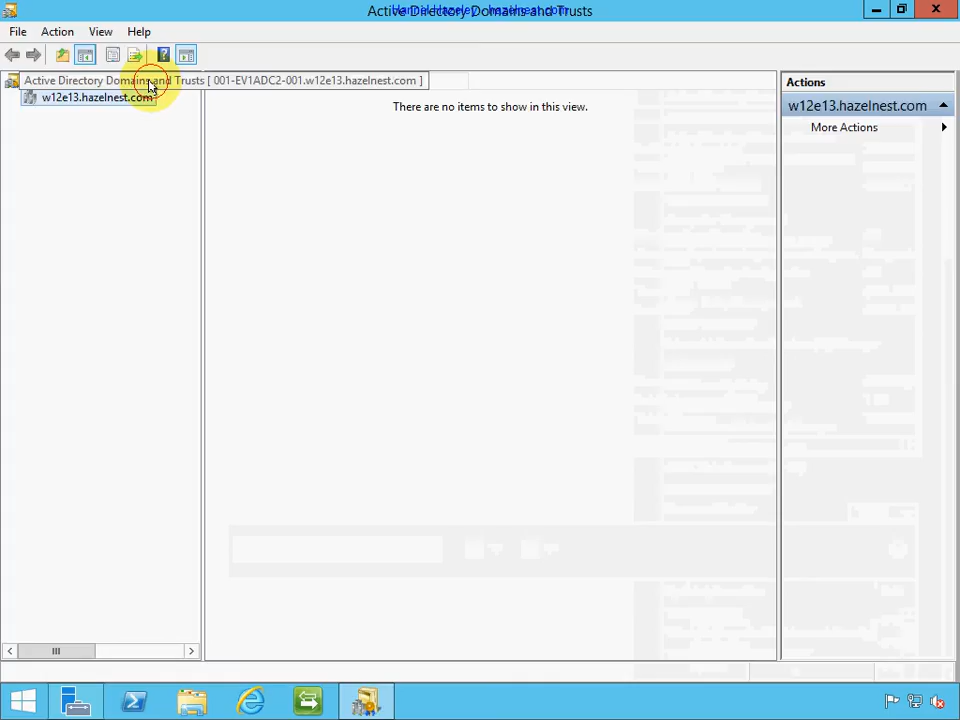 Active Directory Domains and Trusts
File Action View Help
Active Directory Domains and Trusts [ 001-EV1ADC2-001.w12e13.hazelnest.com ]
w12e13.hazelnest.com
There are no items to show in this view.
Actions
w12e13.hazelnest.com
More Actions